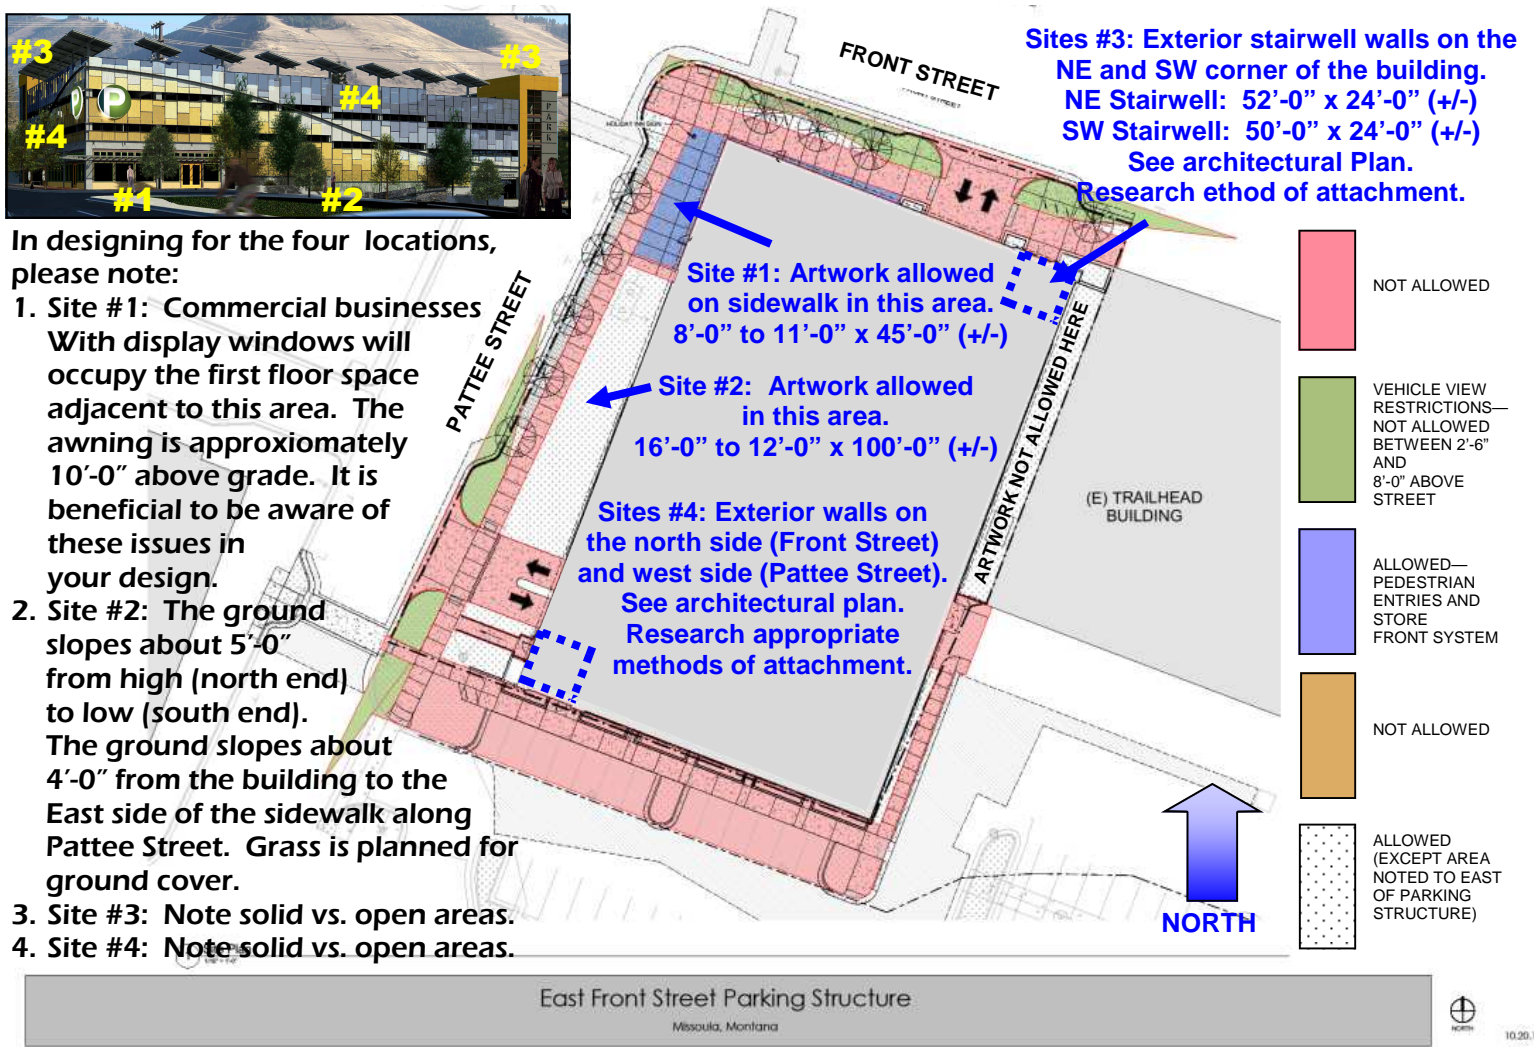 #3
#3
#4
P
P
PARK
#4
#1
#2
In designing for the four locations,
please note:
1. Site #1: Commercial businesses
With display windows will
occupy the first floor space
adjacent to this area. The
awning is approxiomately
10’-0” above grade. It is
beneficial to be aware of
these issues in
your design.
2. Site #2: The ground
slopes about 5’-0”
from high (north end)
to low (south end).
The ground slopes about
4’-0” from the building to the
East side of the sidewalk along
Pattee Street. Grass is planned for
ground cover.
3. Site #3: Note solid vs. open areas.
4. Site #4: Note solid vs. open areas.
FRONT STREET
PATTEE STREET
Sites #3: Exterior stairwell walls on the
NE and SW corner of the building.
NE Stairwell: 52’-0” x 24’-0” (+/-)
SW Stairwell: 50’-0” x 24’-0” (+/-)
See architectural Plan.
Research ethod of attachment.
Site #1: Artwork allowed
on sidewalk in this area.
8’-0” to 11’-0” x 45’-0” (+/-)
Site #2: Artwork allowed
in this area.
16’-0” to 12’-0” x 100’-0” (+/-)
Sites #4: Exterior walls on
the north side (Front Street)
and west side (Pattee Street).
See architectural plan.
Research appropriate
methods of attachment.
ARTWORK NOT ALLOWED HERE
(E) TRAILHEAD
BUILDING
NOT ALLOWED
VEHICLE VIEW
RESTRICTIONS—
NOT ALLOWED
BETWEEN 2’-6”
AND
8’-0” ABOVE
STREET
ALLOWED—
PEDESTRIAN
ENTRIES AND
STORE
FRONT SYSTEM
NOT ALLOWED
ALLOWED
(EXCEPT AREA
NOTED TO EAST
OF PARKING
STRUCTURE)
NORTH
East Front Street Parking Structure
Missoula, Montana
NORTH
10.20.